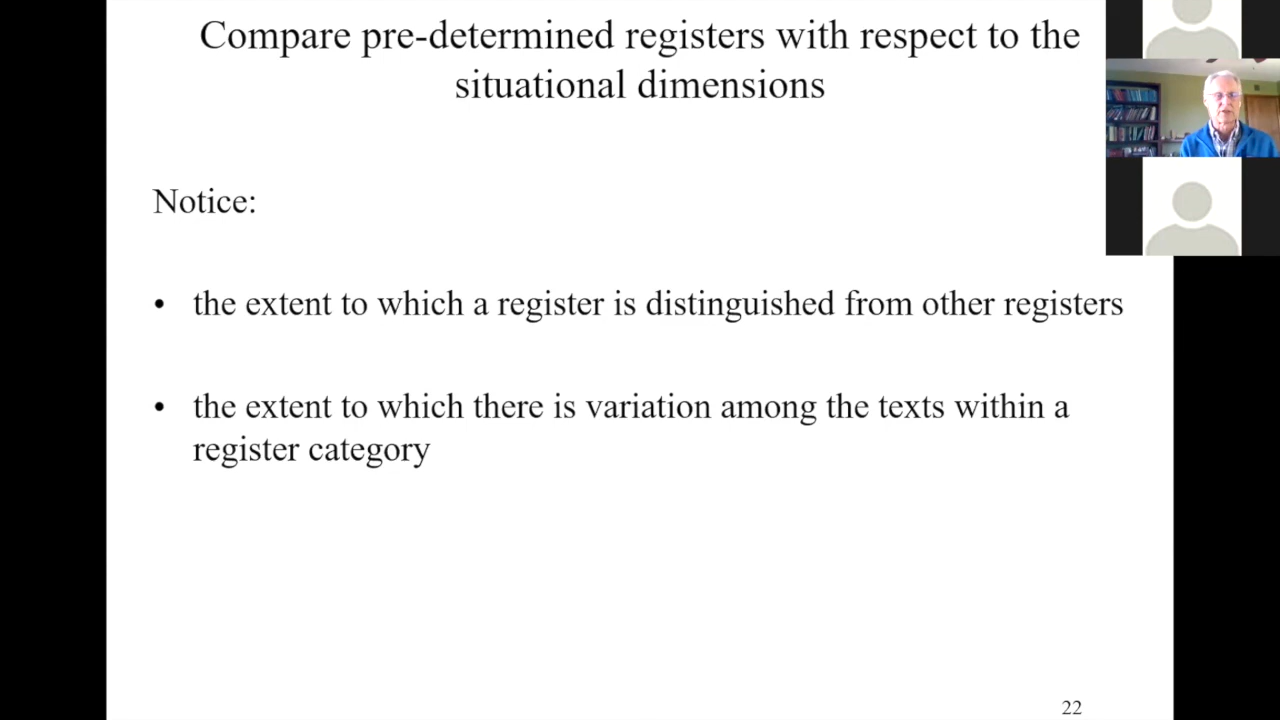 Compare pre-determined registers with respect to the
situational dimensions
Notice:
• the extent to which a register is distinguished from other registers
• the extent to which there is variation among the texts within a
register category
22